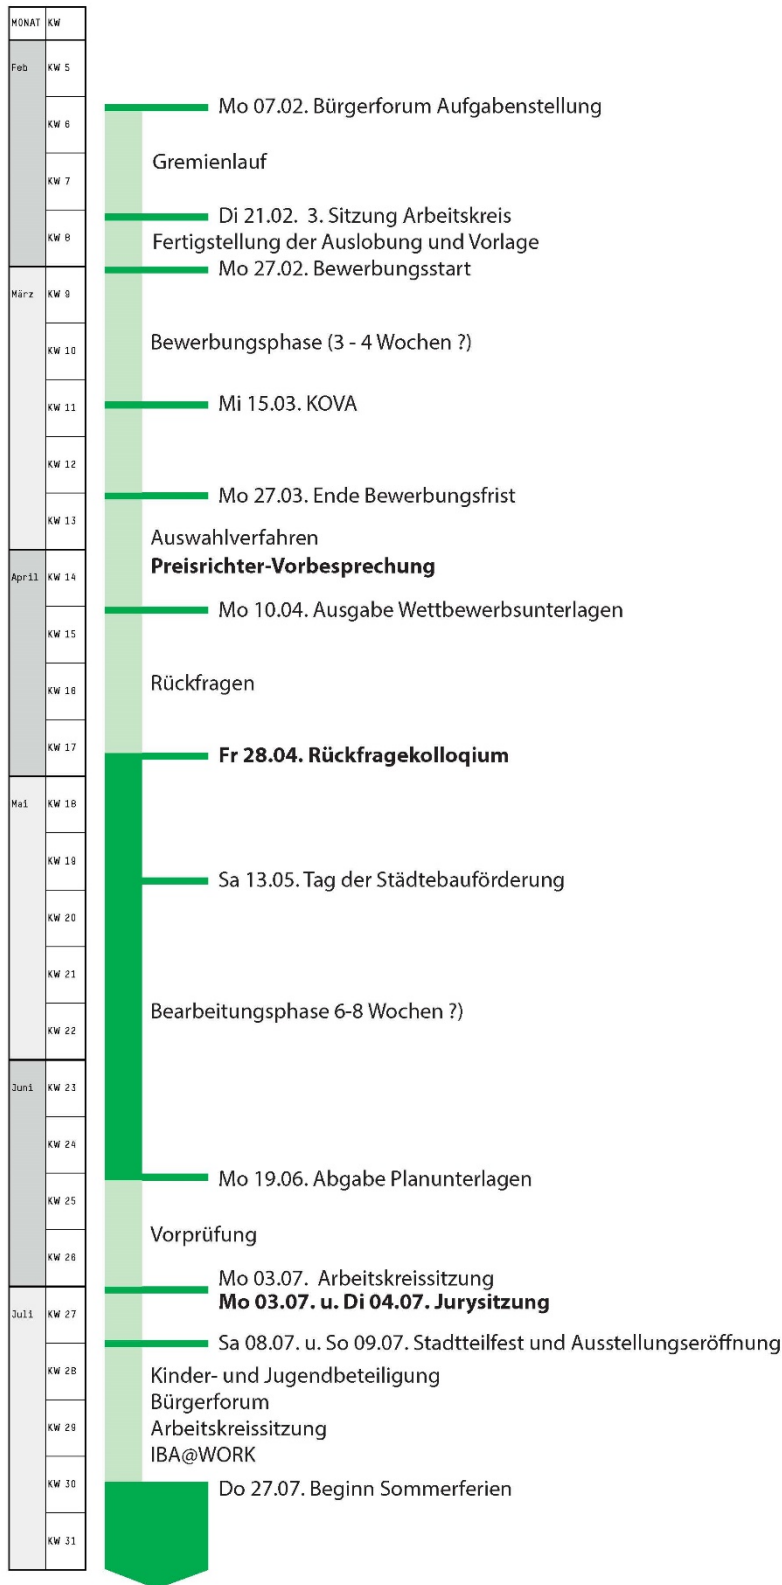 MONAT KW
Feb KW 5
Mo 07.02. Bürgerforum Aufgabenstellung
KW 6
Gremienlauf
KW 7
Di 21.02. 3. Sitzung Arbeitskreis
KW 8
Fertigstellung der Auslobung und Vorlage
Mo 27.02. Bewerbungsstart
März KW 9
Bewerbungsphase (3 - 4 Wochen ?)
KW 10
Mi 15.03. KOVA
KW 11
KW 12
Mo 27.03. Ende Bewerbungsfrist
KW 13
Auswahlverfahren
Preisrichter-Vorbesprechung
April KW 14
Mo 10.04. Ausgabe Wettbewerbsunterlagen
KW 15
Rückfragen
KW 16
KW 17
Fr 28.04. Rückfragekolloqium
Mai KW 18
KW 19
Sa 13.05. Tag der Städtebauförderung
KW 20
KW 21
Bearbeitungsphase 6-8 Wochen ?)
KW 22
Juni KW 23
KW 24
Mo 19.06. Abgabe Planunterlagen
KW 25
Vorprüfung
KW 26
Mo 03.07. Arbeitskreissitzung
Mo 03.07. u. Di 04.07. Jurysitzung
Juli KW 27
Sa 08.07. u. So 09.07. Stadtteilfest und Ausstellungseröffnung
KW 28
Kinder- und Jugendbeteiligung
Bürgerforum
KW 29
Arbeitskreissitzung
IBA@WORK
KW 30
Do 27.07. Beginn Sommerferien
KW 31